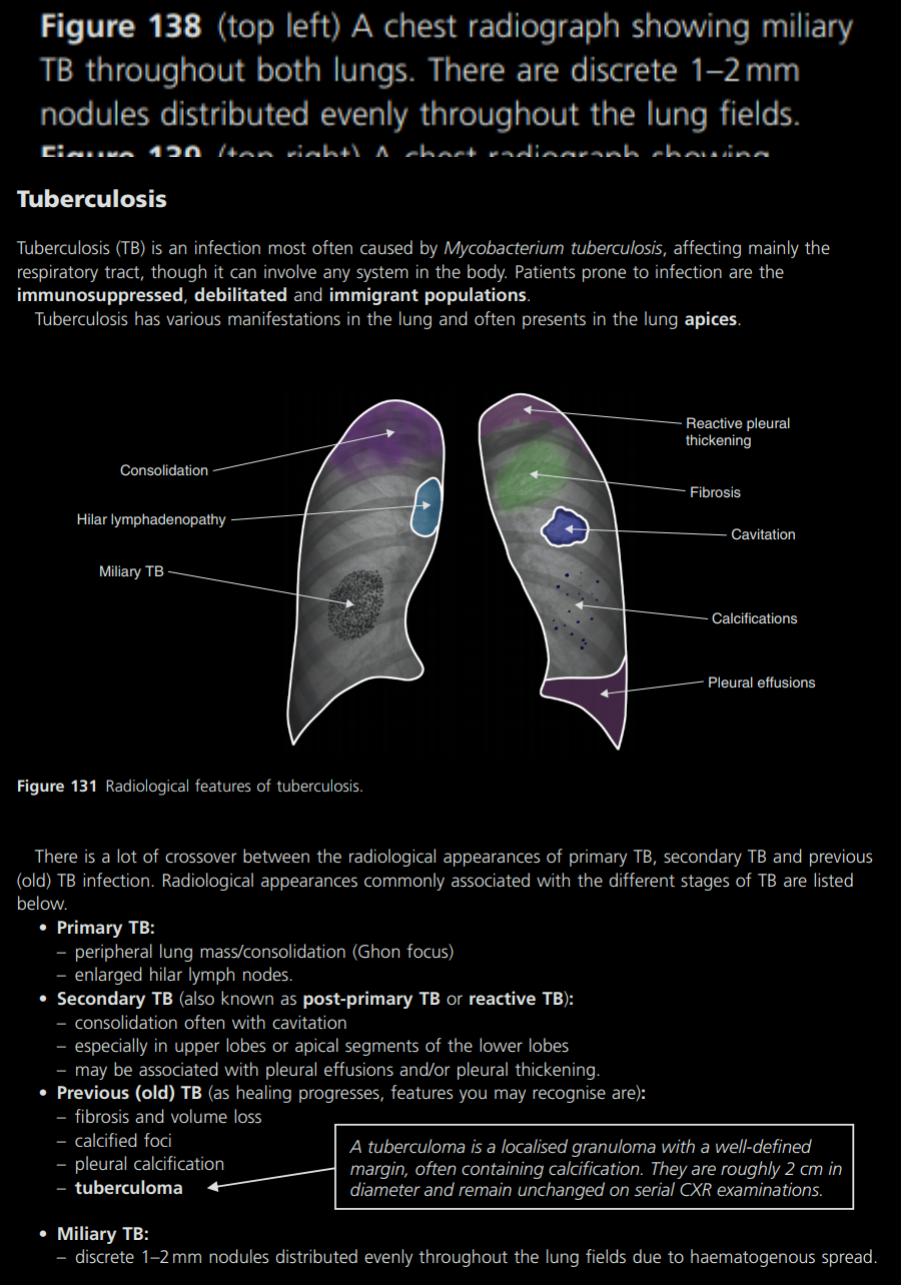 Figure 138 (top left) A chest radiograph showing miliary
TB throughout both lungs. There are discrete 1–2 mm
nodules distributed evenly throughout the lung fields.
Figure 139 (top right) A chest radiograph showing
Tuberculosis
Tuberculosis (TB) is an infection most often caused by Mycobacterium tuberculosis, affecting mainly the
respiratory tract, though it can involve any system in the body. Patients prone to infection are the
immunosuppressed, debilitated and immigrant populations.
Tuberculosis has various manifestations in the lung and often presents in the lung apices.
Consolidation
Hilar lymphadenopathy
Miliary TB
Reactive pleural
thickening
Fibrosis
Cavitation
Calcifications
Pleural effusions
Figure 131 Radiological features of tuberculosis.
There is a lot of crossover between the radiological appearances of primary TB, secondary TB and previous
(old) TB infection. Radiological appearances commonly associated with the different stages of TB are listed
below.
• Primary TB:
– peripheral lung mass/consolidation (Ghon focus)
– enlarged hilar lymph nodes.
• Secondary TB (also known as post-primary TB or reactive TB):
– consolidation often with cavitation
– especially in upper lobes or apical segments of the lower lobes
– may be associated with pleural effusions and/or pleural thickening.
• Previous (old) TB (as healing progresses, features you may recognise are):
– fibrosis and volume loss
– calcified foci
– pleural calcification
– tuberculoma
A tuberculoma is a localised granuloma with a well-defined
margin, often containing calcification. They are roughly 2 cm in
diameter and remain unchanged on serial CXR examinations.
• Miliary TB:
– discrete 1–2 mm nodules distributed evenly throughout the lung fields due to haematogenous spread.